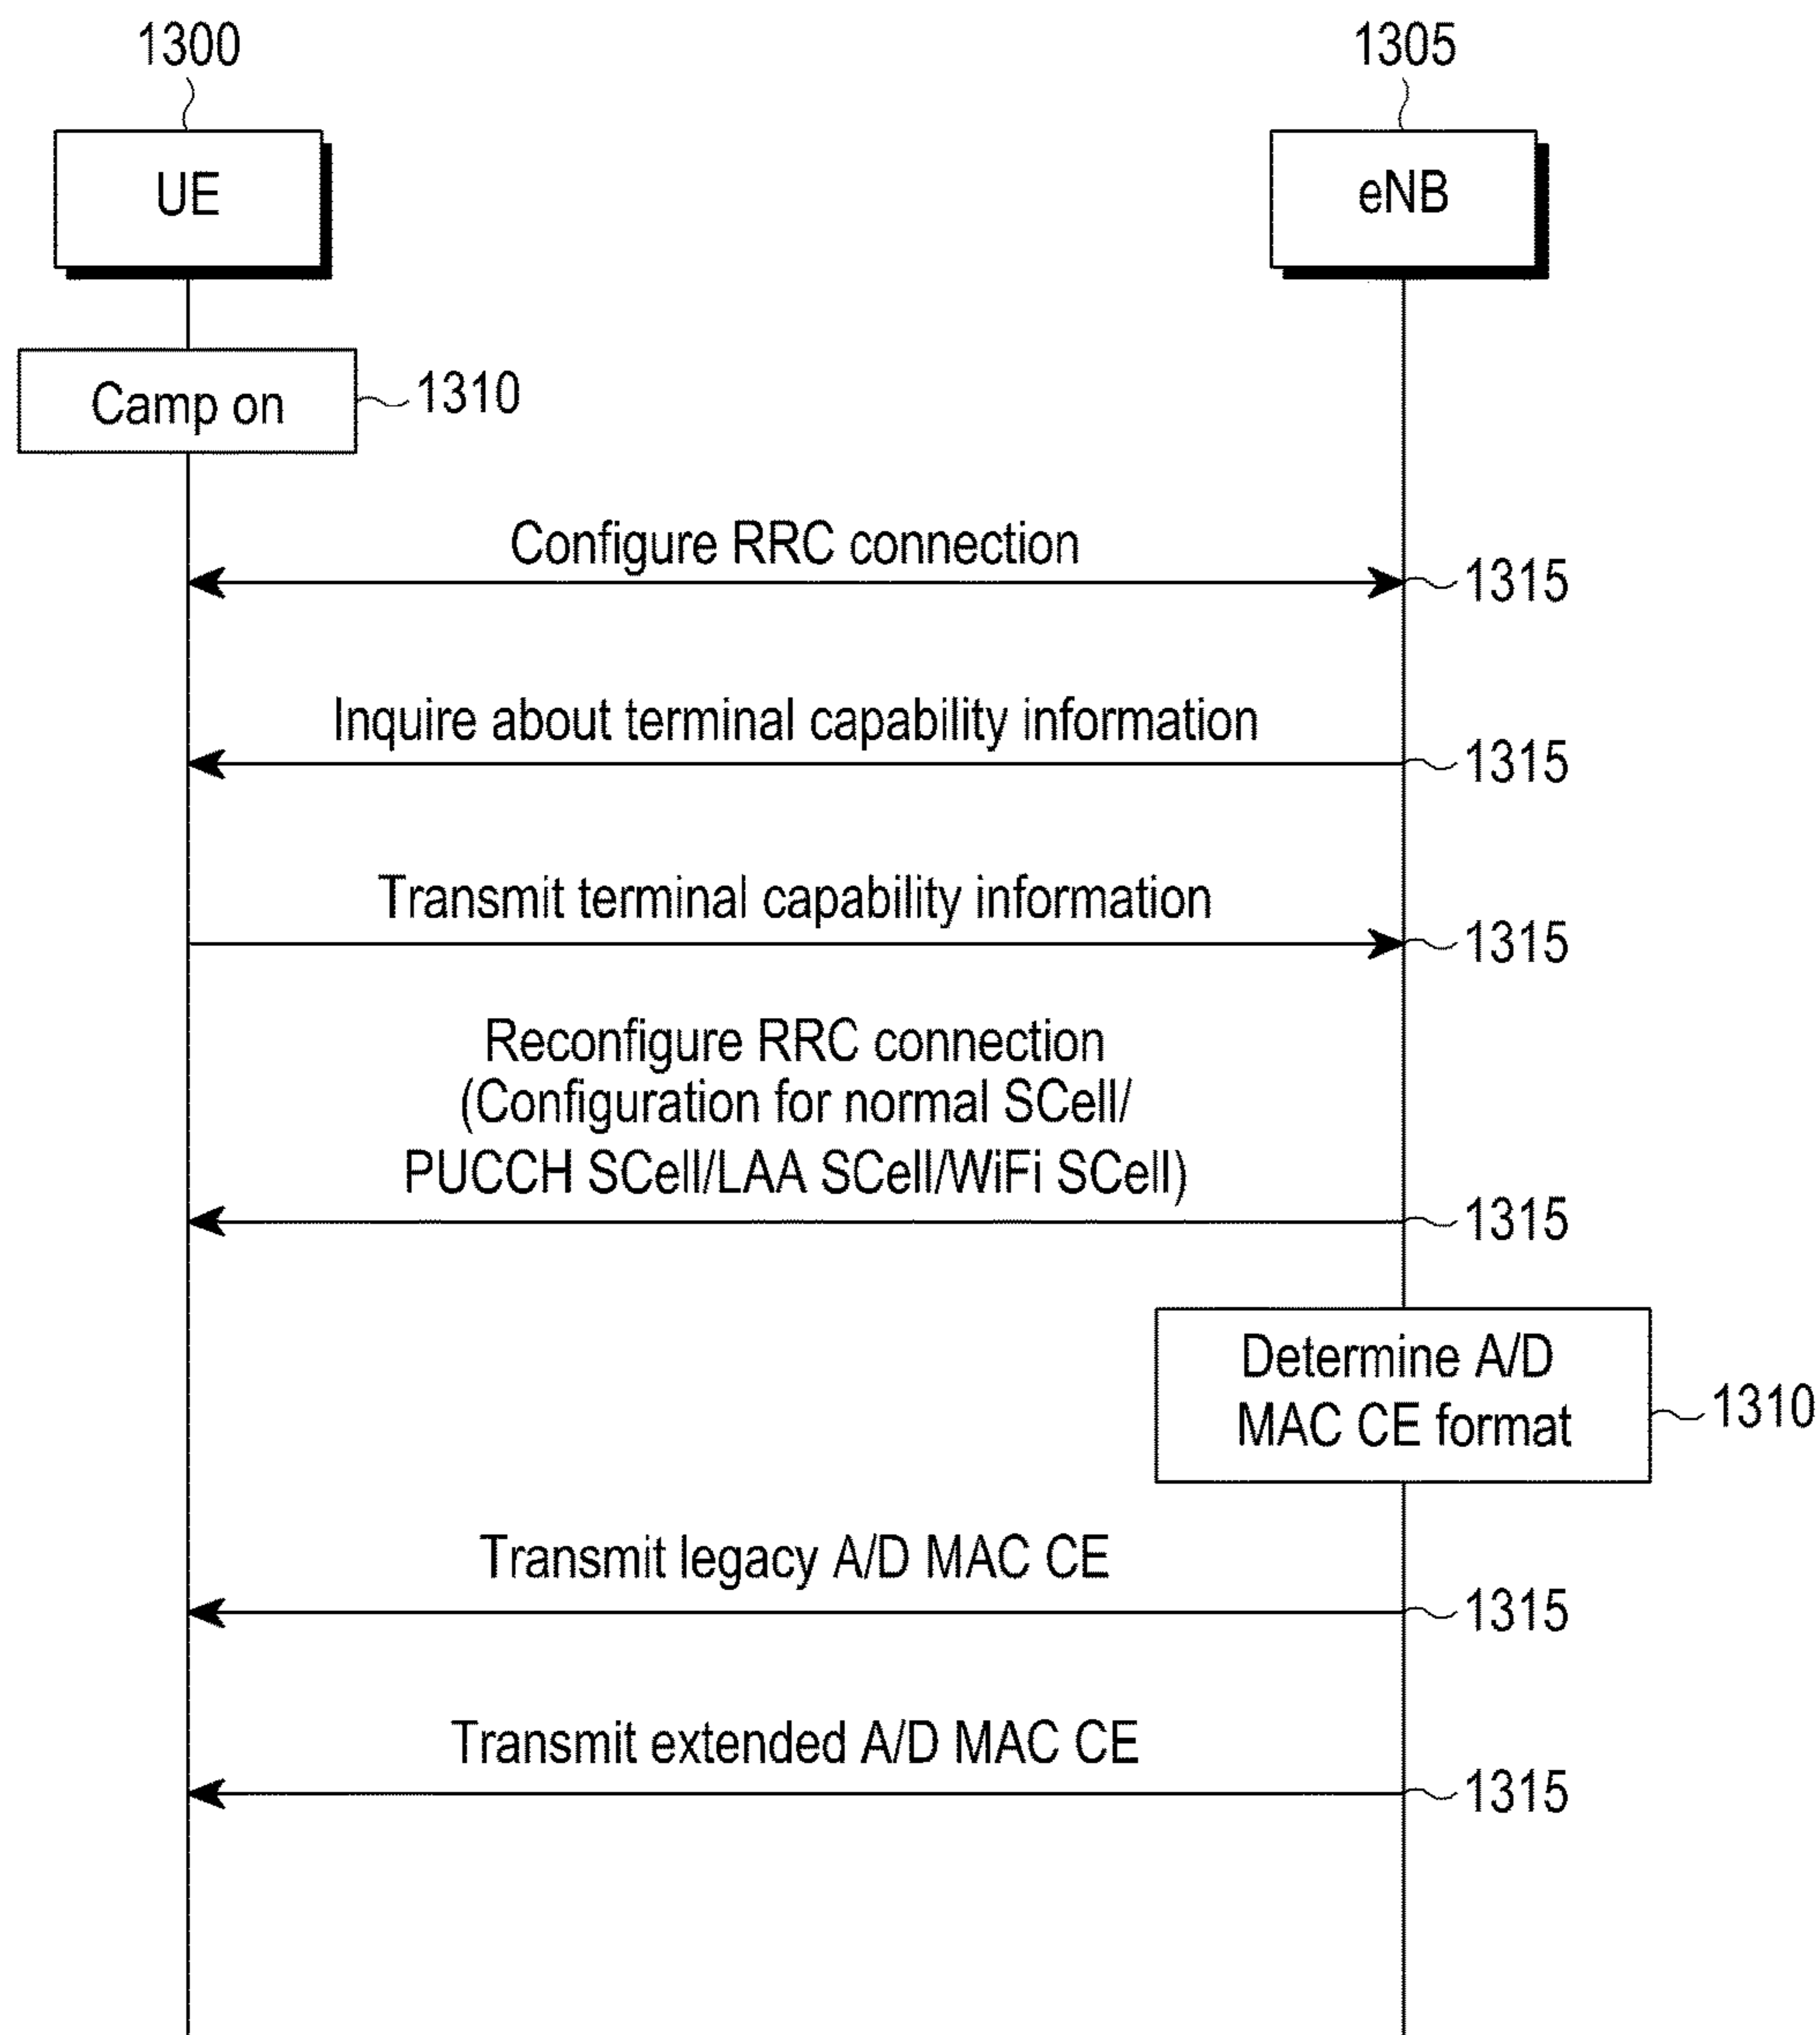 1300
1305
UE
eNB
Camp on
1310
Configure RRC connection
1315
Inquire about terminal capability information
1315
Transmit terminal capability information
1315
Reconfigure RRC connection
(Configuration for normal SCell/
PUCCH SCell/LAA SCell/WiFi SCell)
1315
Determine A/D
MAC CE format
1310
Transmit legacy A/D MAC CE
1315
Transmit extended A/D MAC CE
1315